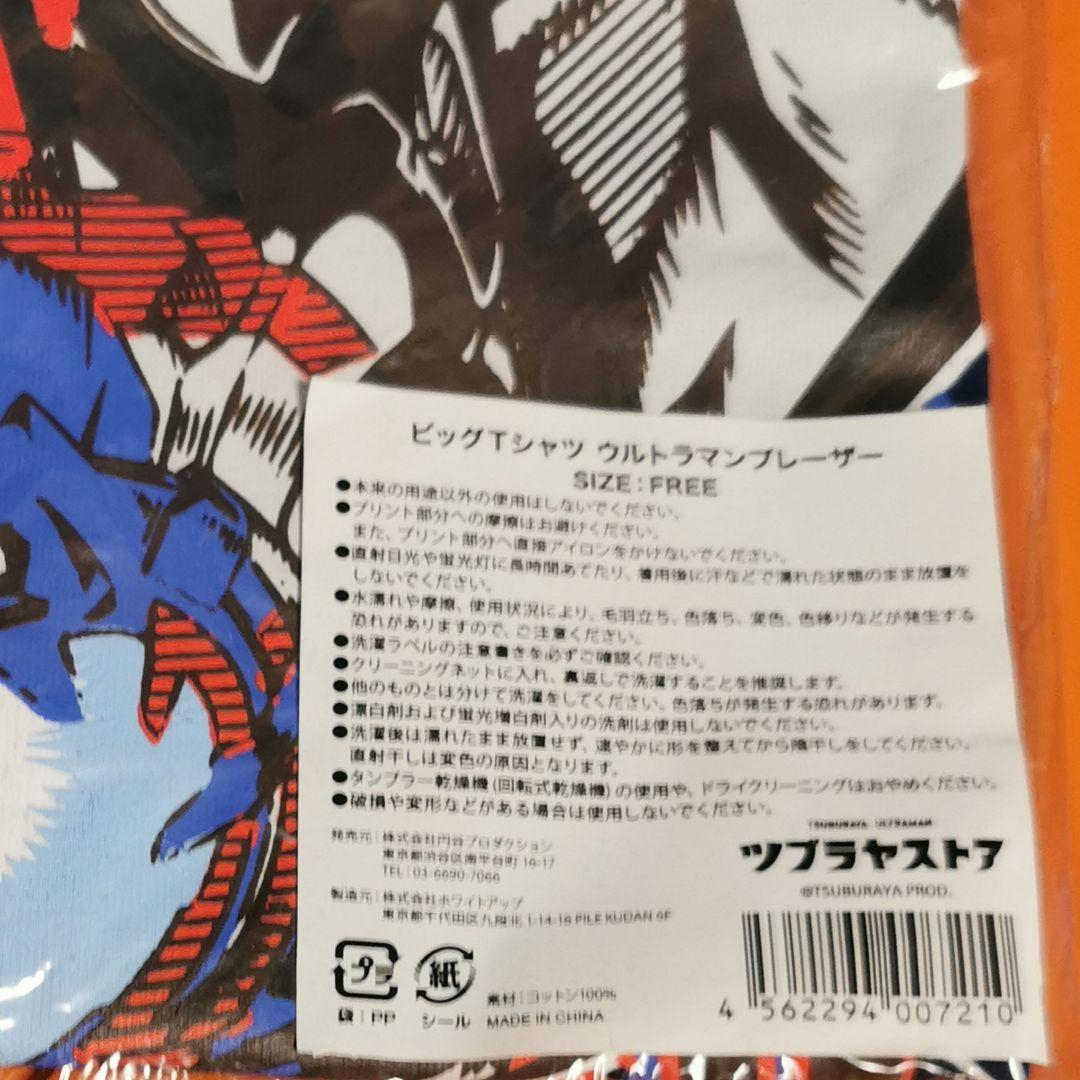 ビッグTシャツ ウルトラマンブレーザー
SIZE:FREE
●本来の用途以外の使用はしないでください。
●プリント部分への摩擦はお避けください。
また、プリント部分へ直接アイロンをかけないでください。
●直射日光や蛍光灯に長時間あてたり、着用後に汗などで濡れた状態のまま放置を
しないでください。
●水濡れや摩擦、使用状況により、毛羽立ち、色落ち、変色、色移りなどが発生する
恐れがありますので、ご注意ください。
●洗濯ラベルの注意書きを必ずご確認ください。
●クリーニングネットに入れ、裏返しで洗濯することを推奨します。
●他のものとは分けて洗濯をしてください。色落ちが発生する恐れがあります。
●漂白剤および蛍光増白剤入りの洗剤は使用しないでください。
●洗濯後は濡れたまま放置せず、速やかに形を整えてから陰干しをしてください。
直射干しは変色の原因となります。
●タンブラー乾燥機(回転式乾燥機)の使用や、ドライクリーニングはおやめください。
●破損や変形などがある場合は使用しないでください。
発売元:株式会社円谷プロダクション
東京都渋谷区南平台町 16-17
TEL:03-6690-7066
製造元:株式会社ホワイトアップ
東京都千代田区九段北 1-14-16 PILE KUDAN 6F
TSUBURAYA ULTRAMAN
ツブラヤストア
©TSUBURAYA PROD.
プラ
袋:PP
紙
シール
素材:コットン100%
MADE IN CHINA
4 562294 007210